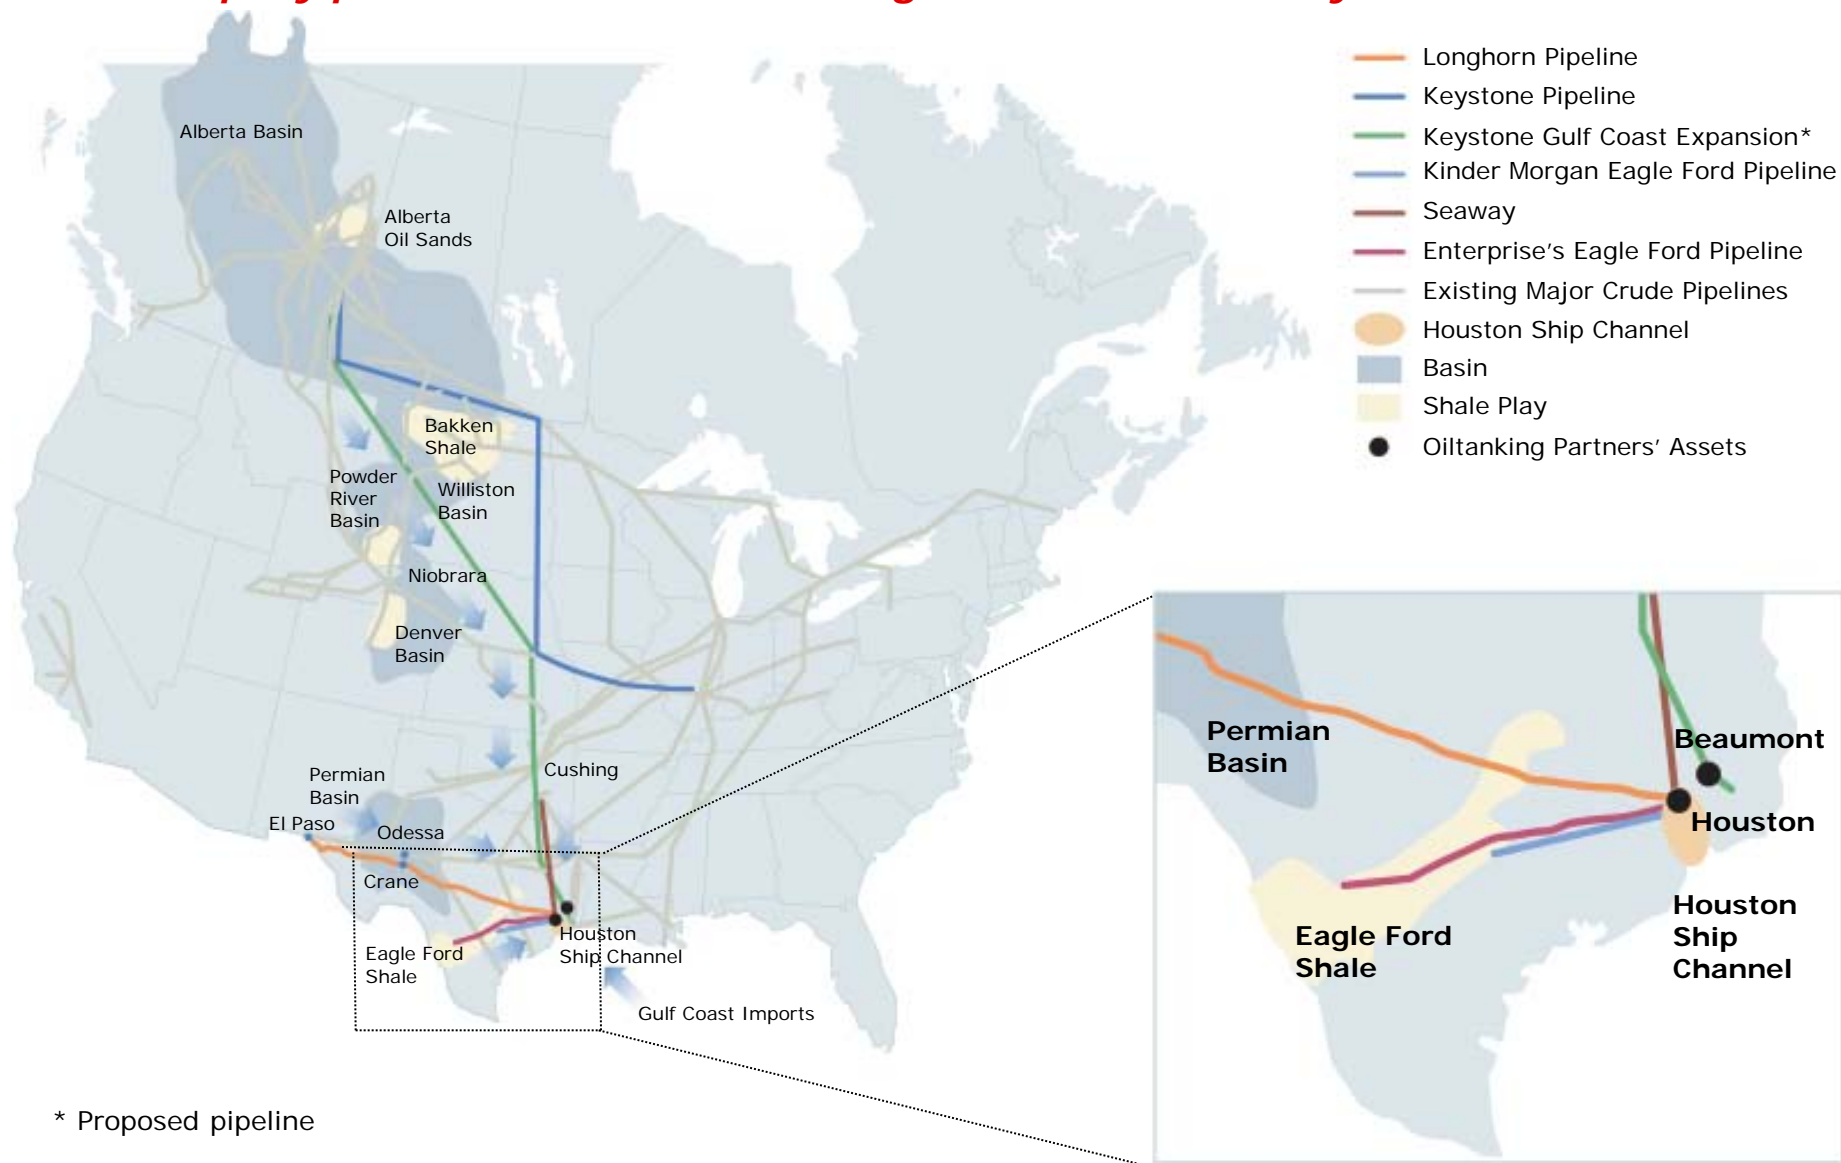 Longhorn Pipeline
Keystone Pipeline
Keystone Gulf Coast Expansion*
Kinder Morgan Eagle Ford Pipeline
Seaway
Enterprise's Eagle Ford Pipeline
Existing Major Crude Pipelines
Houston Ship Channel
Basin
Shale Play
Oiltanking Partners' Assets
Alberta Basin
Alberta
Oil Sands
Bakken
Shale
Powder
River
Basin
Williston
Basin
Niobrara
Denver
Basin
Cushing
Permian
Basin
El Paso
Odessa
Crane
Eagle Ford
Shale
Houston
Ship Channel
Gulf Coast Imports
Permian
Basin
Beaumont
Houston
Eagle Ford
Shale
Houston
Ship
Channel
* Proposed pipeline